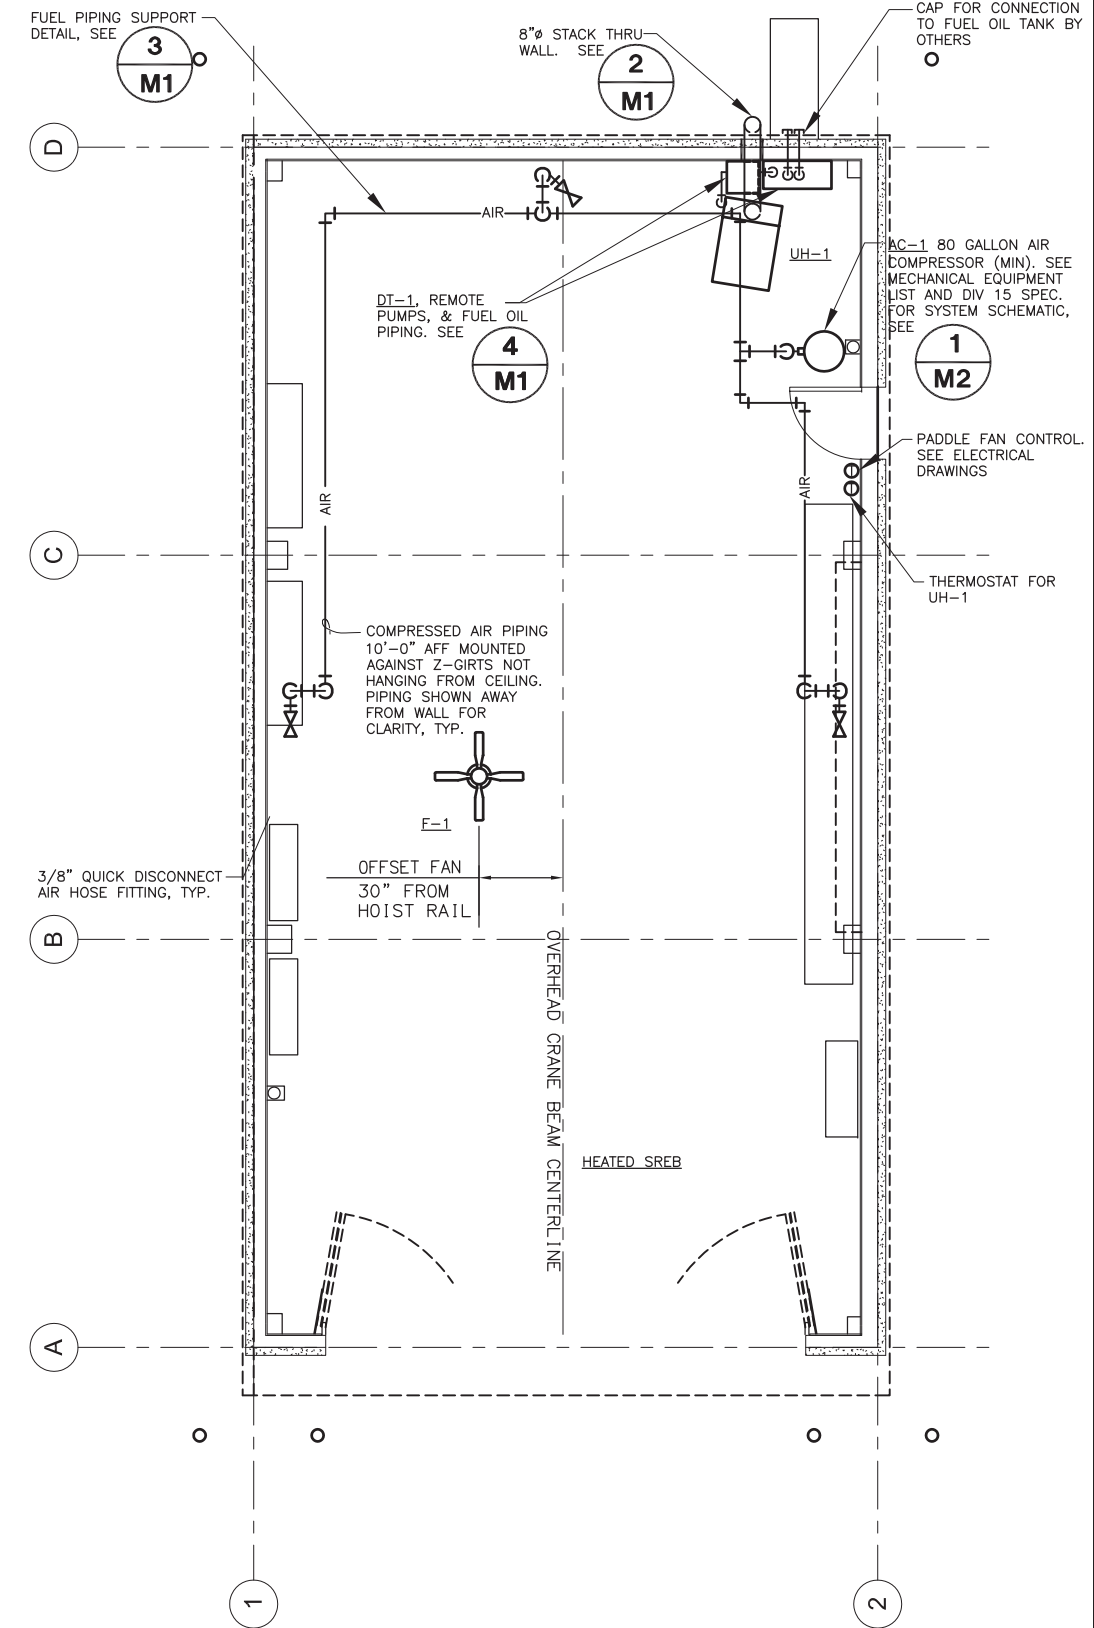 FUEL PIPING SUPPORT
DETAIL, SEE
3
M1
8"ø STACK THRU
WALL. SEE
2
M1
CAP FOR CONNECTION
TO FUEL OIL TANK BY
OTHERS
D
AIR
UH-1
AC-1 80 GALLON AIR
COMPRESSOR (MIN). SEE
MECHANICAL EQUIPMENT
LIST AND DIV 15 SPEC.
FOR SYSTEM SCHEMATIC,
SEE
1
M2
DT-1, REMOTE
PUMPS, & FUEL OIL
PIPING. SEE
4
M1
PADDLE FAN CONTROL.
SEE ELECTRICAL
DRAWINGS
AIR
AIR
C
THERMOSTAT FOR
UH-1
COMPRESSED AIR PIPING
10'-0" AFF MOUNTED
AGAINST Z-GIRTS NOT
HANGING FROM CEILING.
PIPING SHOWN AWAY
FROM WALL FOR
CLARITY, TYP.
F-1
OFFSET FAN
30" FROM
HOIST RAIL
3/8" QUICK DISCONNECT
AIR HOSE FITTING, TYP.
B
OVERHEAD CRANE BEAM CENTERLINE
HEATED SREB
A
1
2